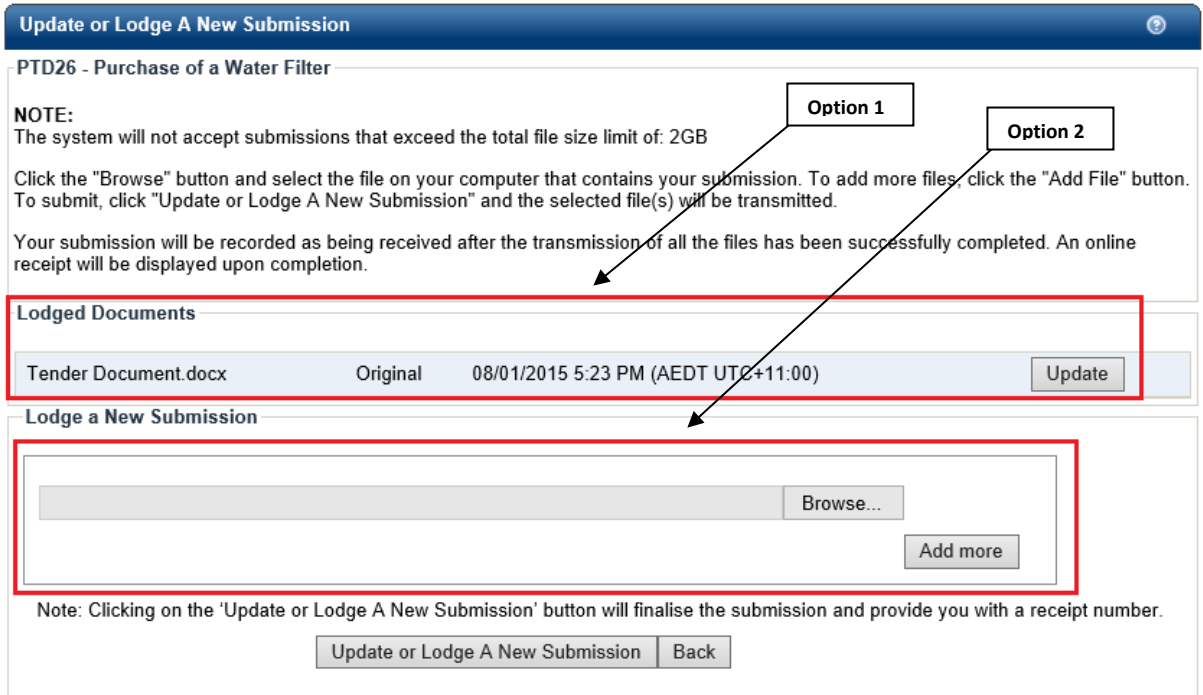 Update or Lodge A New Submission
PTD26 - Purchase of a Water Filter
Option 1
NOTE:
The system will not accept submissions that exceed the total file size limit of: 2GB
Option 2
Click the "Browse" button and select the file on your computer that contains your submission. To add more files, click the "Add File" button.
To submit, click "Update or Lodge A New Submission" and the selected file(s) will be transmitted.
Your submission will be recorded as being received after the transmission of all the files has been successfully completed. An online
receipt will be displayed upon completion.
Lodged Documents
Tender Document.docx Original 08/01/2015 5:23 PM (AEDT UTC+11:00) Update
Lodge a New Submission
Browse...
Add more
Note: Clicking on the ‘Update or Lodge A New Submission’ button will finalise the submission and provide you with a receipt number.
Update or Lodge A New Submission Back